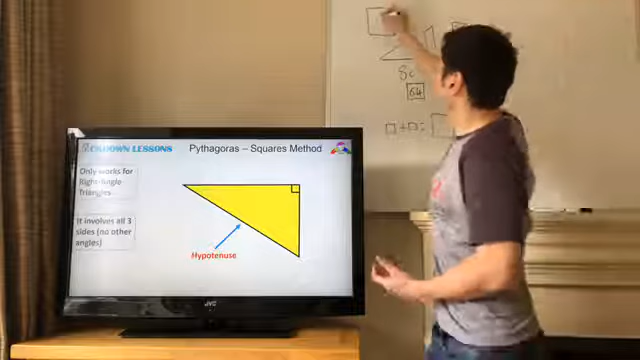 LOCKDOWN LESSONS
Pythagoras – Squares Method
Only works for
Right-Angle
Triangles
It involves all 3
sides (no other
angles)
Hypotenuse
JVC
64
□+□=□